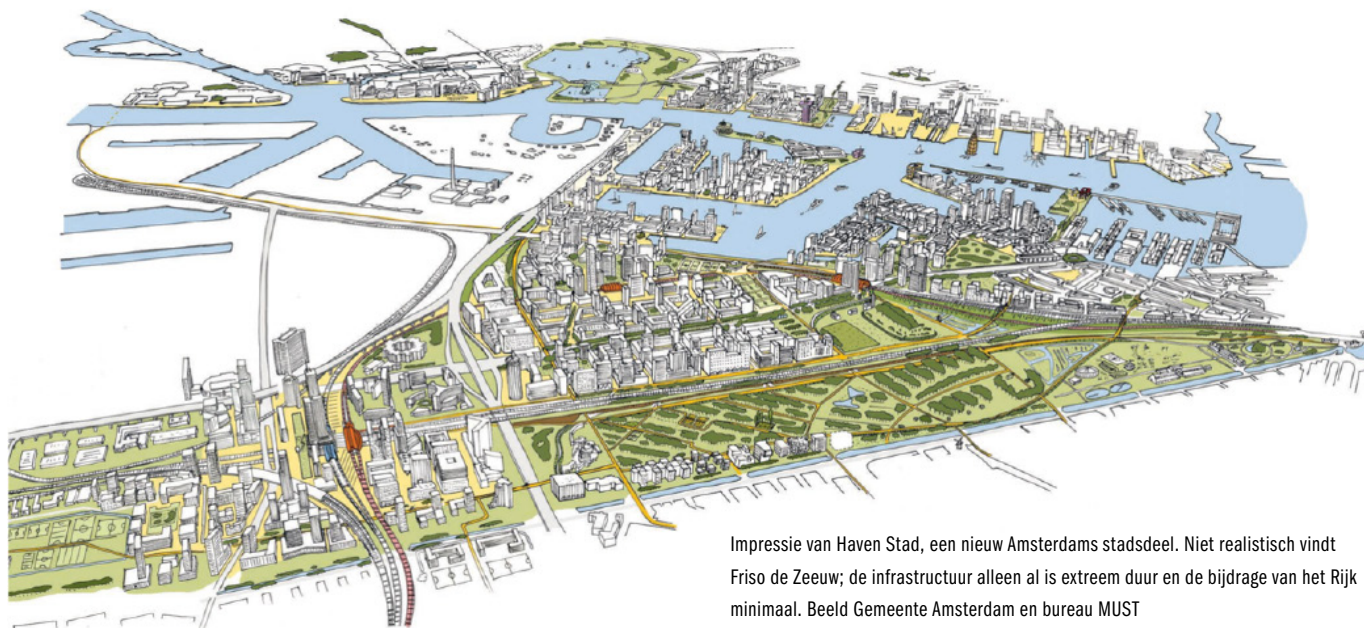 Impressie van Haven Stad, een nieuw Amsterdams stadsdeel. Niet realistisch vindt
Friso de Zeeuw; de infrastructuur alleen al is extreem duur en de bijdrage van het Rijk
minimaal. Beeld Gemeente Amsterdam en bureau MUST